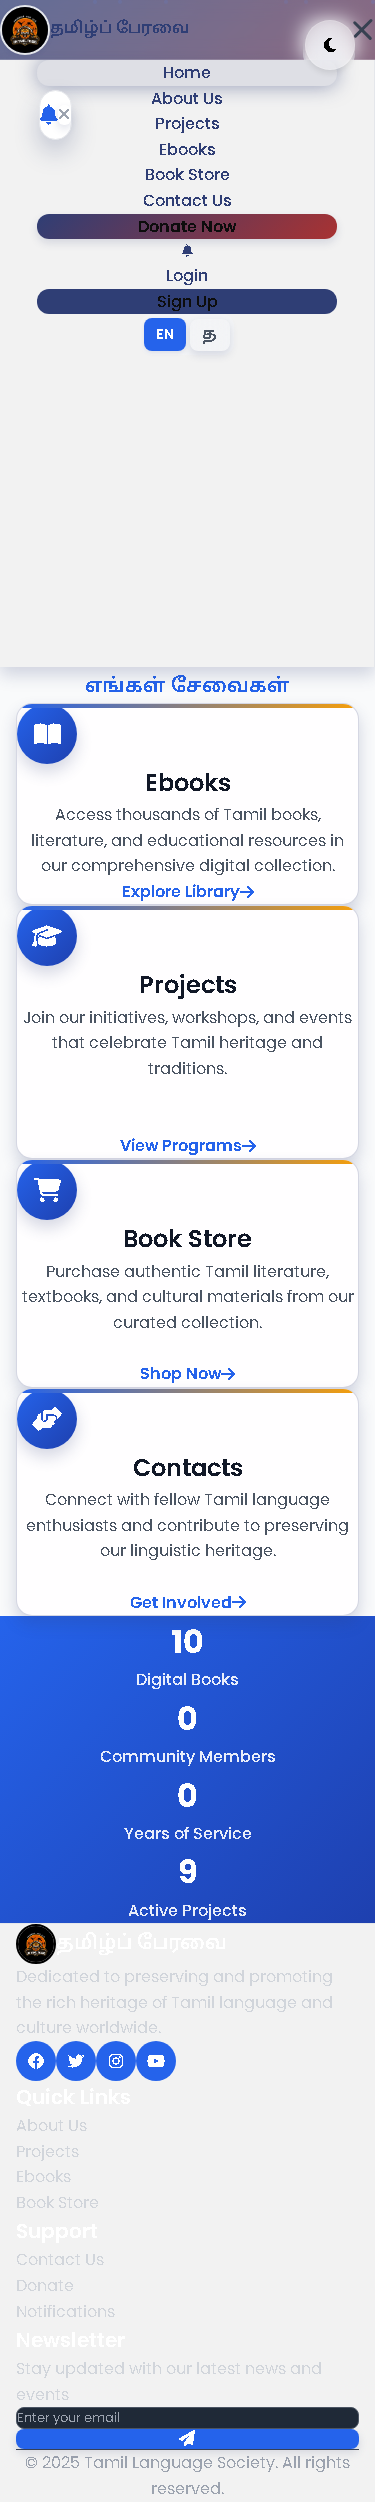 தமிழ்ப் பேரவை
Home
About Us
Projects
Ebooks
Book Store
Contact Us
Donate Now
Login
Sign Up
EN
த
எங்கள் சேவைகள்
Ebooks
Access thousands of Tamil books,
literature, and educational resources in
our comprehensive digital collection.
Explore Library
Projects
Join our initiatives, workshops, and events
that celebrate Tamil heritage and
traditions.
View Programs
Book Store
Purchase authentic Tamil literature,
textbooks, and cultural materials from our
curated collection.
Shop Now
Contacts
Connect with fellow Tamil language
enthusiasts and contribute to preserving
our linguistic heritage.
Get Involved
10
Digital Books
0
Community Members
0
Years of Service
9
Active Projects
தமிழ்ப் பேரவை
Dedicated to preserving and promoting
the rich heritage of Tamil language and
culture worldwide.
Quick Links
About Us
Projects
Ebooks
Book Store
Support
Contact Us
Donate
Notifications
Newsletter
Stay updated with our latest news and
events
Enter your email
© 2025 Tamil Language Society. All rights
reserved.